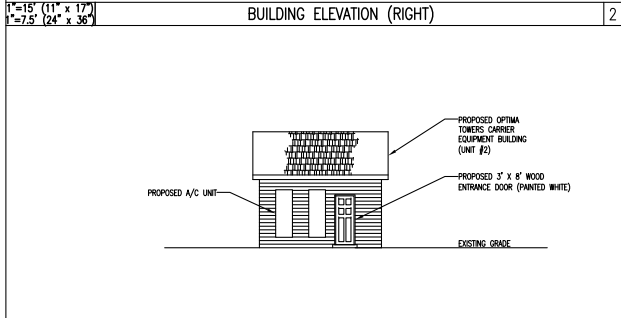 1"=15' (11" x 17")
1"=7.5' (24" x 36")
BUILDING ELEVATION (RIGHT)
2
PROPOSED OPTIMA
TOWERS CARRIER
EQUIPMENT BUILDING
(UNIT #2)
PROPOSED 3' X 8' WOOD
ENTRANCE DOOR (PAINTED WHITE)
PROPOSED A/C UNIT
EXISTING GRADE